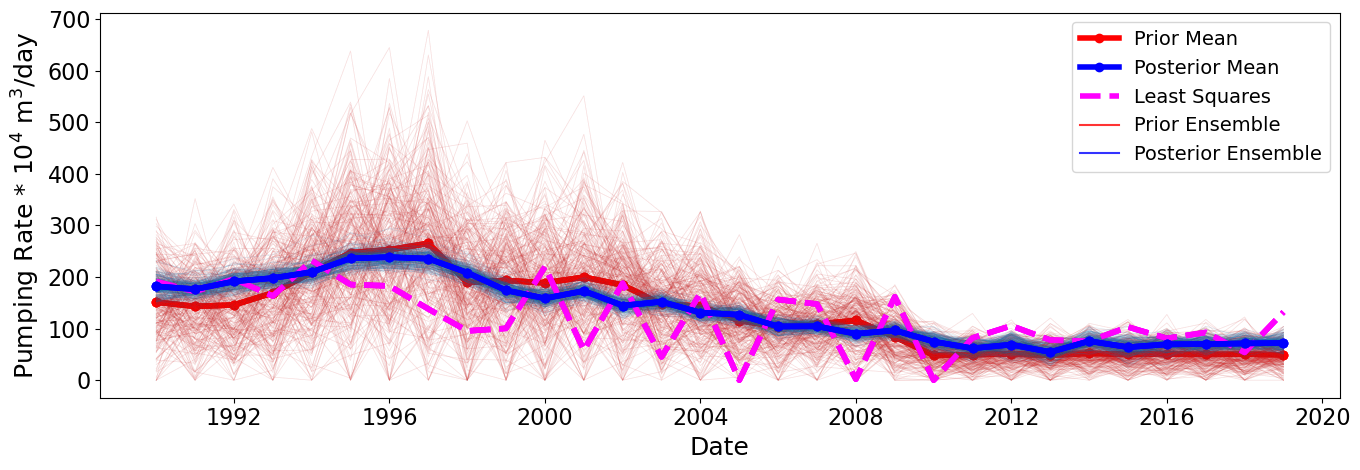 Pumping Rate * 10⁴ m³/day
700
600
500
400
300
200
100
0
Prior Mean
Posterior Mean
Least Squares
Prior Ensemble
Posterior Ensemble
1992 1996 2000 2004 2008 2012 2016 2020
Date